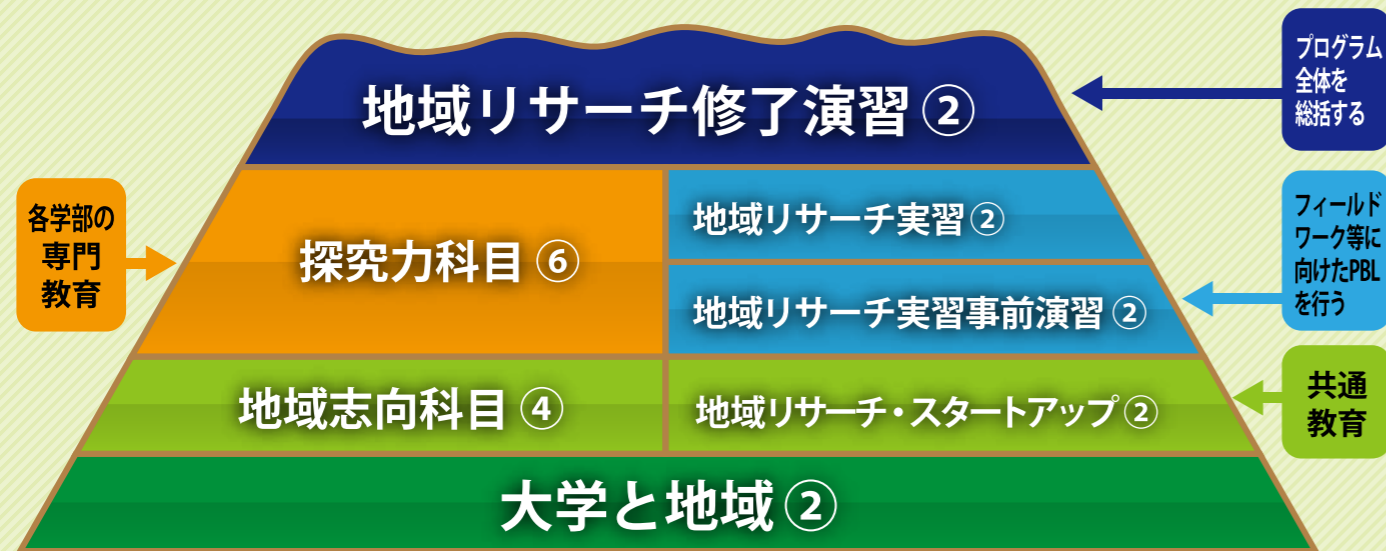 地域リサーチ修了演習②
プログラム
全体を
総括する
各学部の
専門
教育
探究力科目⑥
地域リサーチ実習②
地域リサーチ実習事前演習②
フィールド
ワーク等に
向けたPBL
を行う
地域志向科目④
地域リサーチ・スタートアップ②
共通
教育
大学と地域②